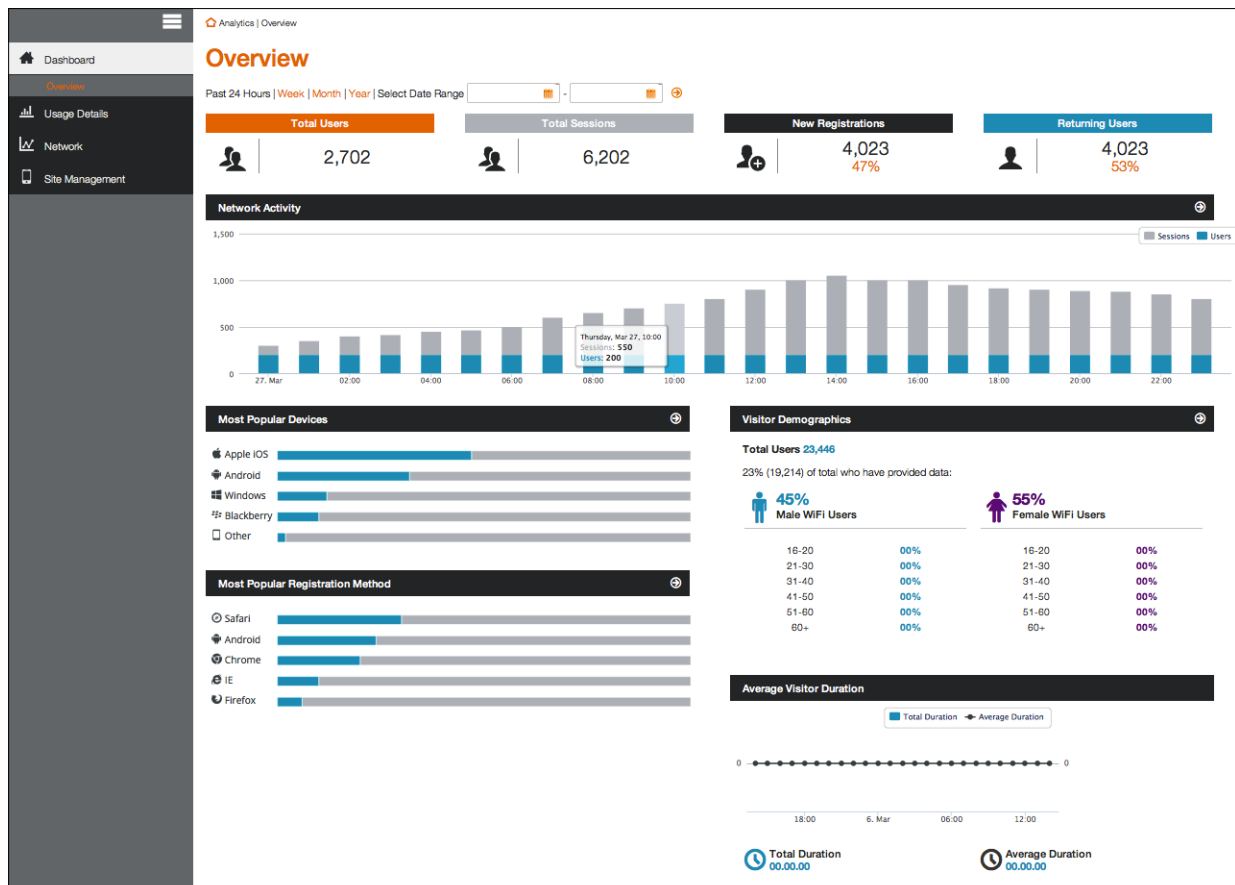 Analytics | Overview
Dashboard
Overview
Usage Details
Network
Site Management
Overview
Past 24 Hours | Week | Month | Year | Select Date Range -
Total Users
2,702
Total Sessions
6,202
New Registrations
4,023
47%
Returning Users
4,023
53%
Network Activity
Sessions Users
1,500
1,000
500
0
Thursday, Mar 27, 10:00
Sessions: 550
Users: 200
27. Mar 02:00 04:00 06:00 08:00 10:00 12:00 14:00 16:00 18:00 20:00 22:00
Most Popular Devices
Apple iOS
Android
Windows
Blackberry
Other
Most Popular Registration Method
Safari
Android
Chrome
IE
Firefox
Visitor Demographics
Total Users 23,446
23% (19,214) of total who have provided data:
45%
Male WiFi Users
16-20 00%
21-30 00%
31-40 00%
41-50 00%
51-60 00%
60+ 00%
55%
Female WiFi Users
16-20 00%
21-30 00%
31-40 00%
41-50 00%
51-60 00%
60+ 00%
Average Visitor Duration
Total Duration Average Duration
0 0
18:00 6. Mar 06:00 12:00
Total Duration
00.00.00
Average Duration
00.00.00